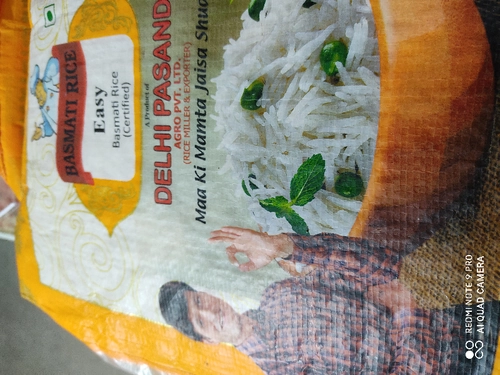 BASMATI RICE
Easy
Basmati Rice
(Certified)
A Product of
DELHI PASAND
AGRO PVT. LTD.
(RICE MILLER & EXPORTER)
Maa Ki Mamta Jaisa
REDMI NOTE 9 PRO
AI QUAD CAMERA